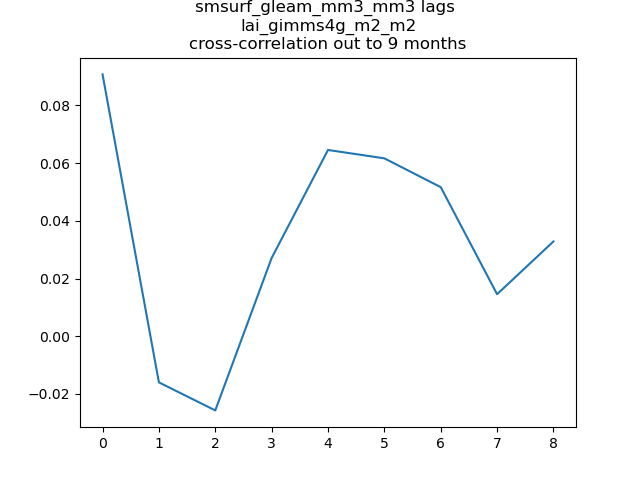 smsurf_gleam_mm3_mm3 lags
lai_gimms4g_m2_m2
cross-correlation out to 9 months
0.08
0.06
0.04
0.02
0.00
−0.02
0 1 2 3 4 5 6 7 8